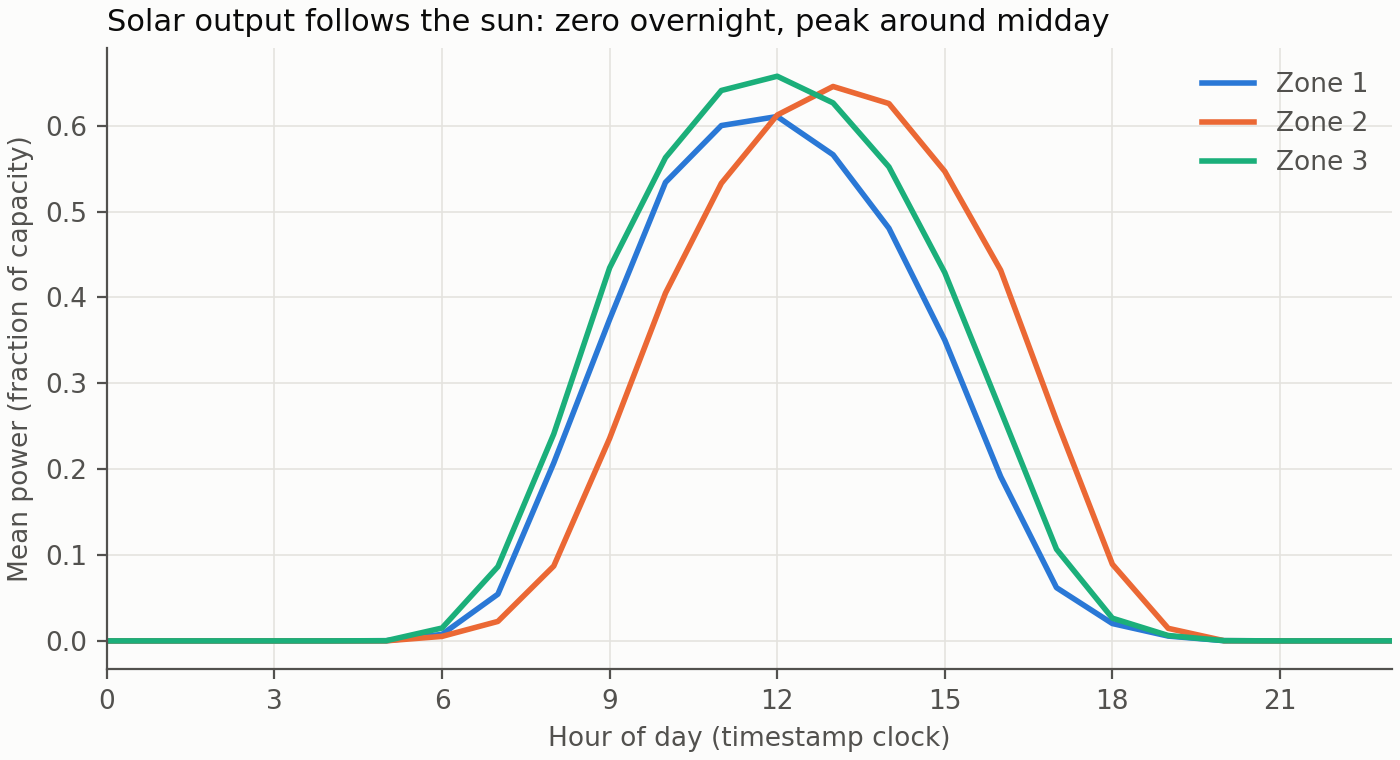 Solar output follows the sun: zero overnight, peak around midday
Zone 1
Zone 2
Zone 3
Mean power (fraction of capacity)
0.6
0.5
0.4
0.3
0.2
0.1
0.0
0 3 6 9 12 15 18 21
Hour of day (timestamp clock)